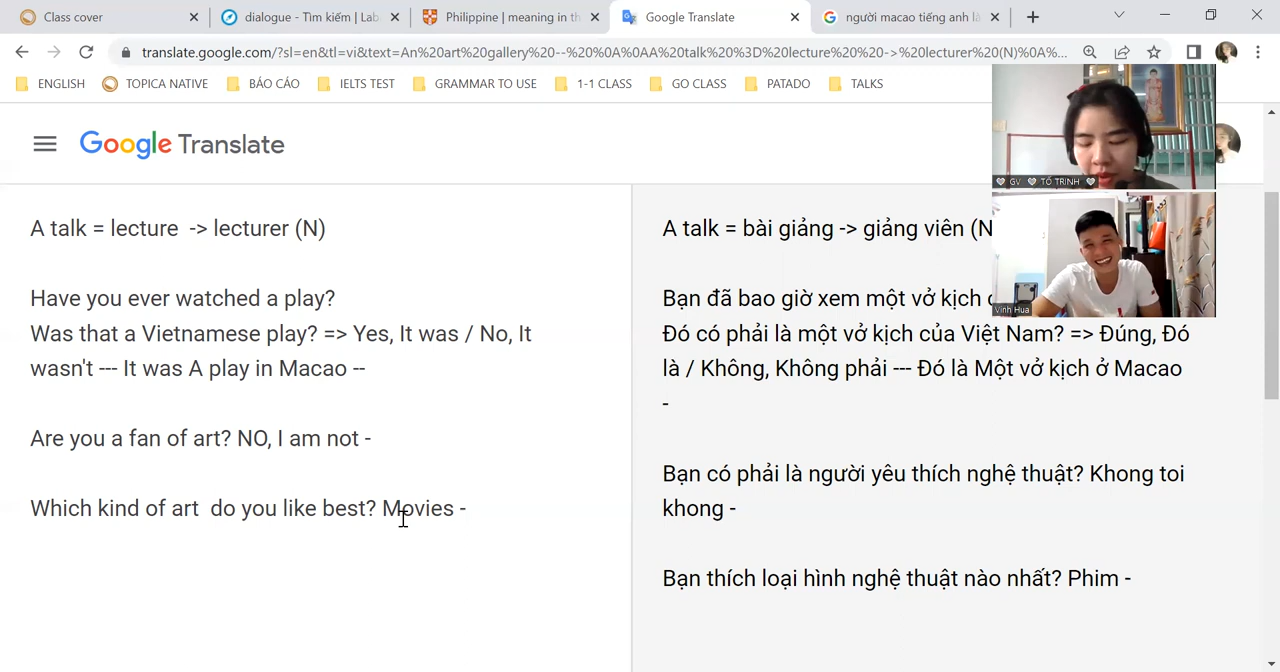 Class cover
dialogue - Tìm kiếm | Lab
Philippine | meaning in th
Google Translate
người macao tiếng anh là
translate.google.com/?sl=en&tl=vi&text=An%20art%20gallery%20--%20%0A%0AA%20talk%20%3D%20lecture%20%20->%20lecturer%20(N)%0A%...
ENGLISH
TOPICA NATIVE
BÁO CÁO
IELTS TEST
GRAMMAR TO USE
1-1 CLASS
GO CLASS
PATADO
TALKS
Google Translate
GV TỐ TRINH
Vinh Hua
A talk = lecture -> lecturer (N)
Have you ever watched a play?
Was that a Vietnamese play? => Yes, It was / No, It
wasn't --- It was A play in Macao --
Are you a fan of art? NO, I am not -
Which kind of art do you like best? Movies -
A talk = bài giảng -> giảng viên (N
Bạn đã bao giờ xem một vở kịch
Đó có phải là một vở kịch của Việt Nam? => Đúng, Đó
là / Không, Không phải --- Đó là Một vở kịch ở Macao
-
Bạn có phải là người yêu thích nghệ thuật? Khong toi
khong -
Bạn thích loại hình nghệ thuật nào nhất? Phim -